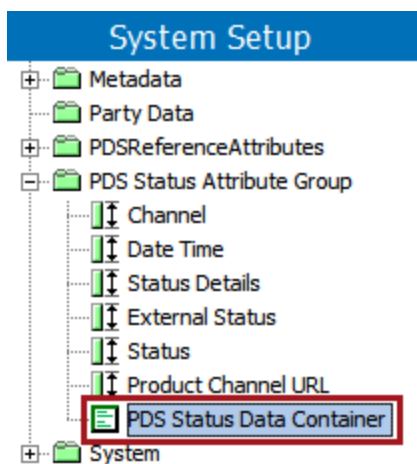 System Setup
Metadata
Party Data
PDSReferenceAttributes
PDS Status Attribute Group
Channel
Date Time
Status Details
External Status
Status
Product Channel URL
PDS Status Data Container
System